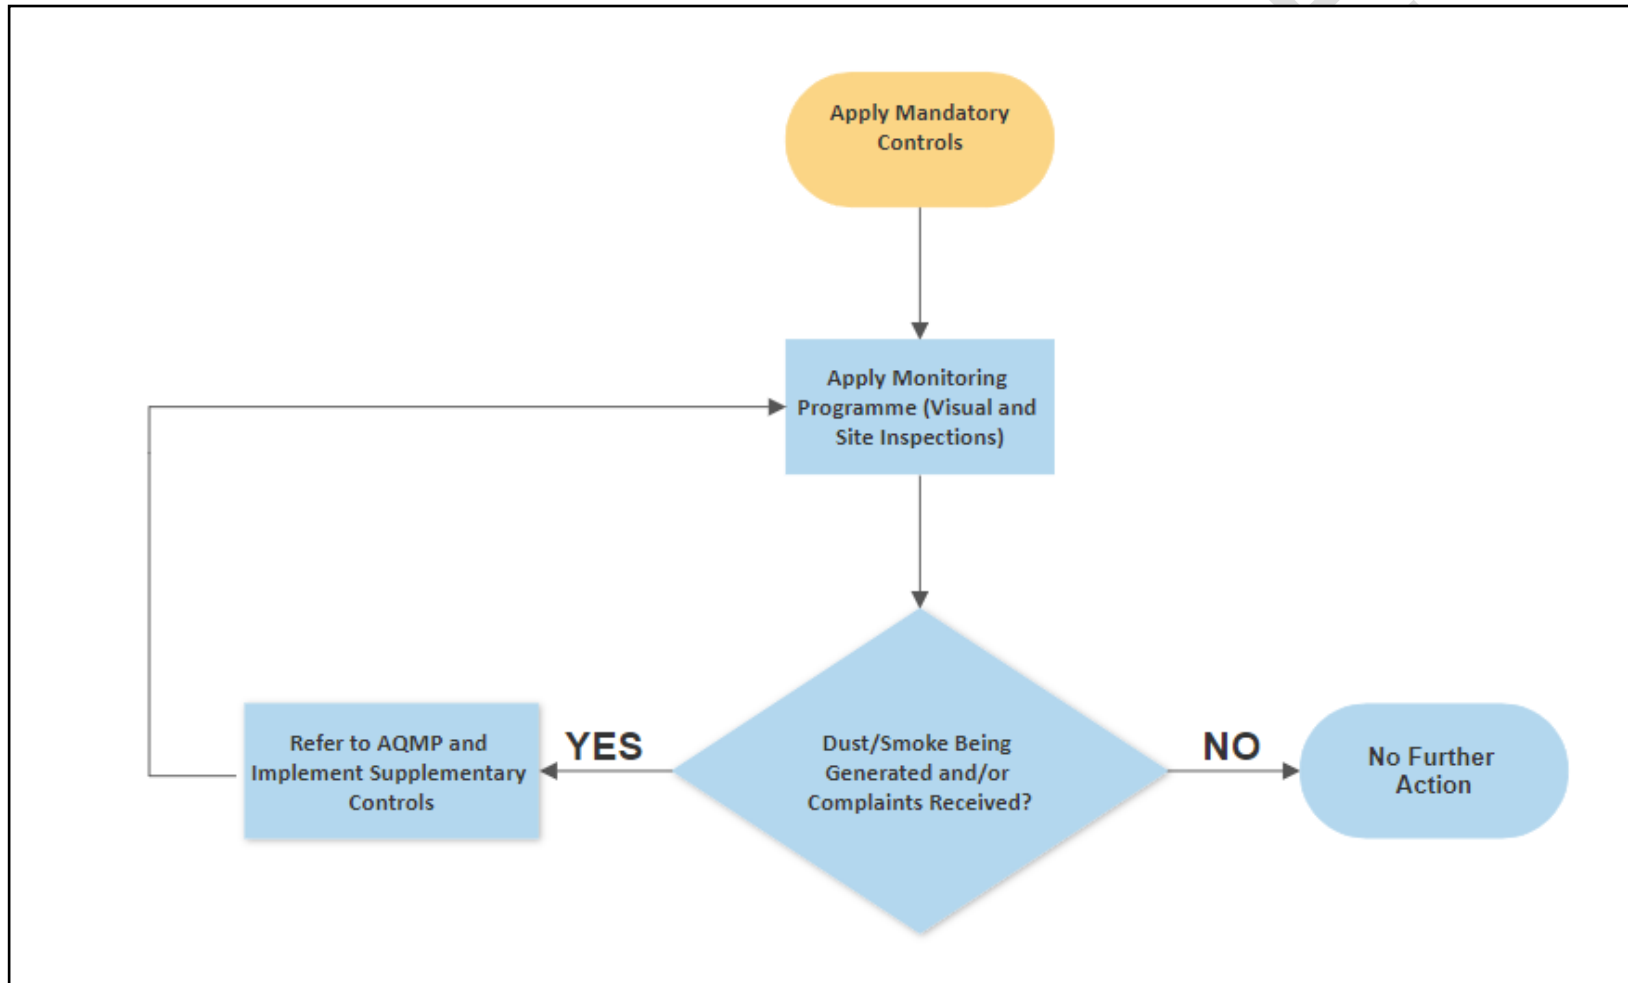 Apply Mandatory
Controls
Apply Monitoring
Programme (Visual and
Site Inspections)
Refer to AQMP and
Implement Supplementary
Controls
YES
Dust/Smoke Being
Generated and/or
Complaints Received?
NO
No Further
Action